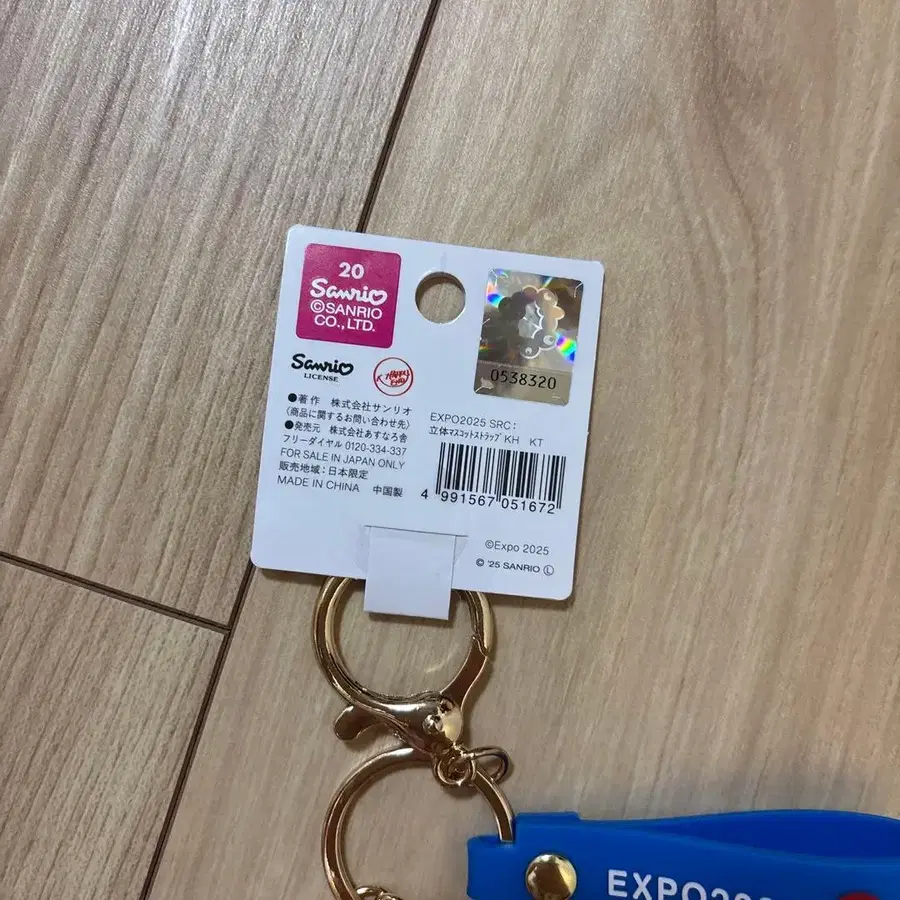 20
Sanrio
©SANRIO
CO.,LTD.
Sanrio
LICENSE
●著作 株式会社サンリオ
〈商品に関するお問い合わせ先〉
●発売元 株式会社あすなろ舎
フリーダイヤル 0120-334-337
FOR SALE IN JAPAN ONLY
販売地域:日本限定
MADE IN CHINA 中国製
0538320
EXPO2025 SRC:
立体マスコットストラップ KH KT
4 991567 051672
©Expo 2025
© '25 SANRIO Ⓛ